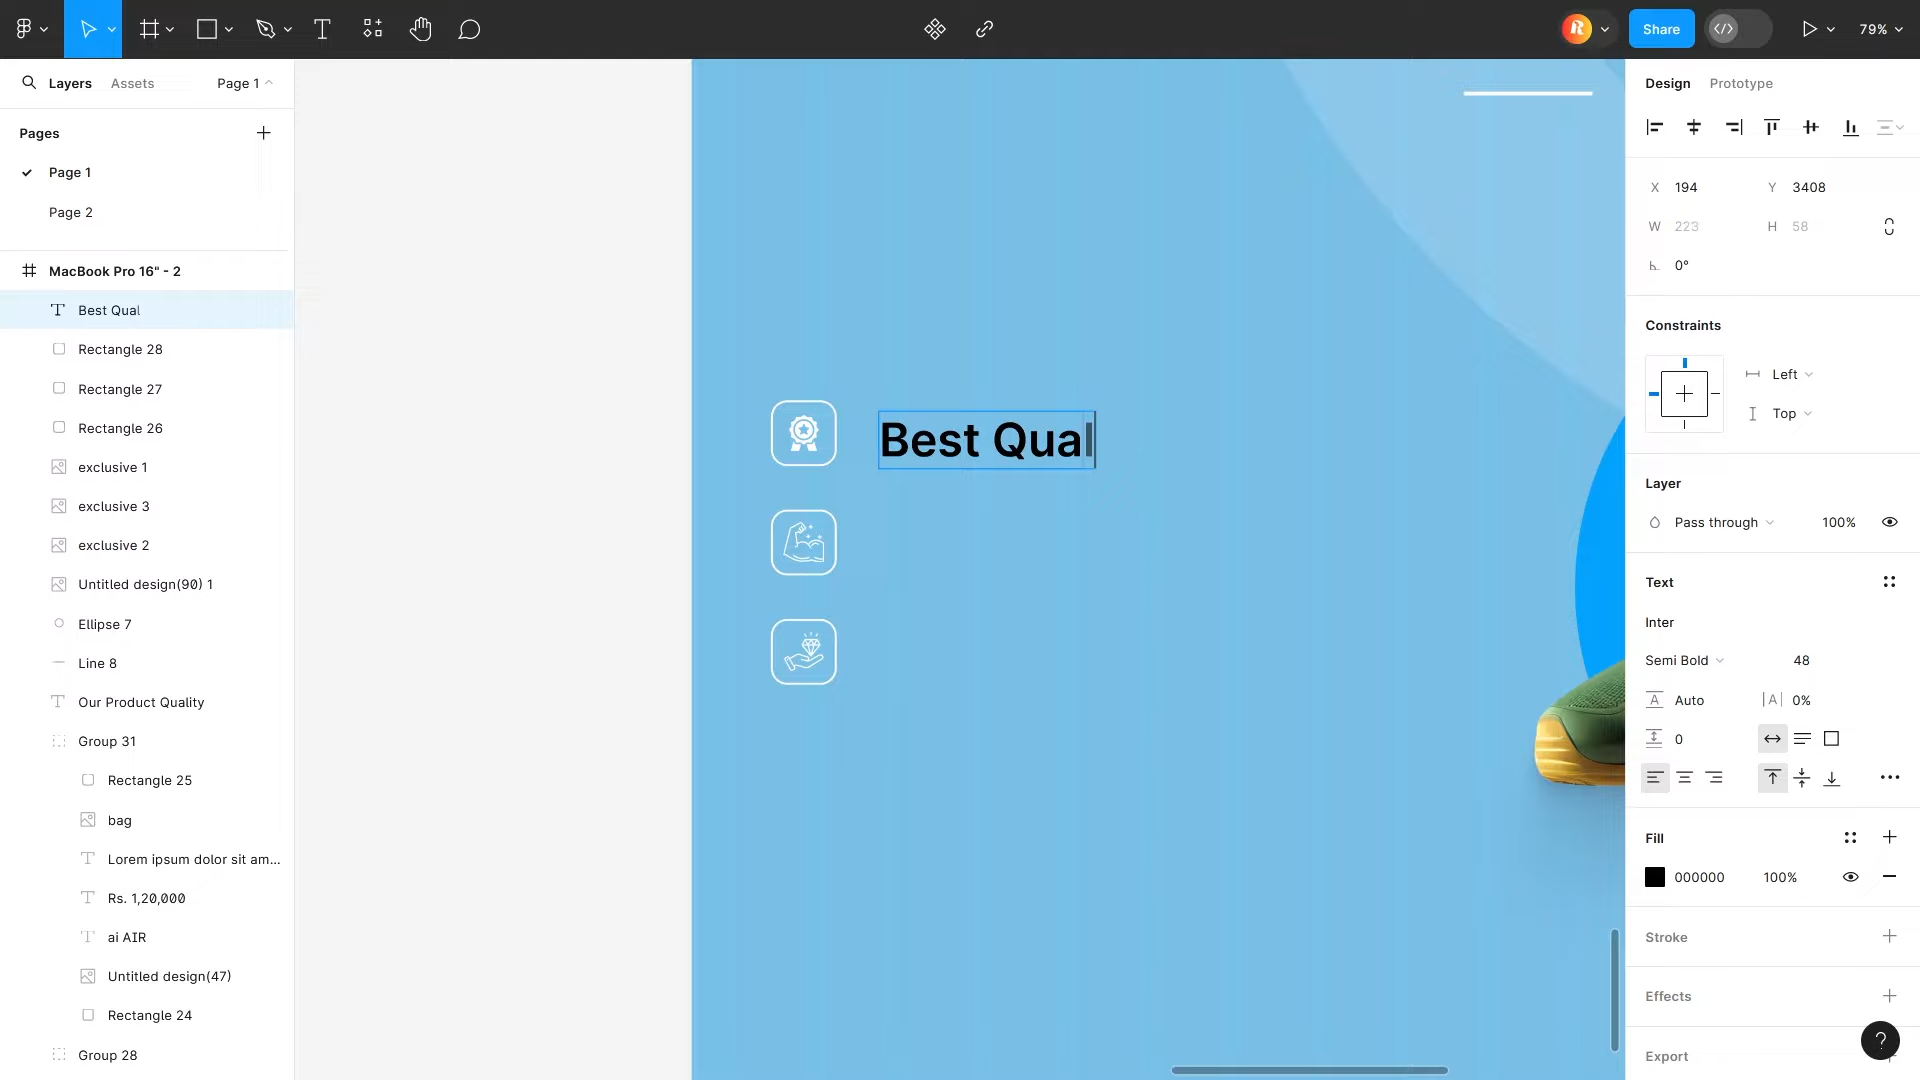 Share
79%
Layers
Assets
Page 1
Pages
Page 1
Page 2
MacBook Pro 16" - 2
Best Qual
Rectangle 28
Rectangle 27
Rectangle 26
exclusive 1
exclusive 3
exclusive 2
Untitled design(90) 1
Ellipse 7
Line 8
Our Product Quality
Group 31
Rectangle 25
bag
Lorem ipsum dolor sit am...
Rs. 1,20,000
ai AIR
Untitled design(47)
Rectangle 24
Group 28
Best Qual
Design
Prototype
X 194
Y 3408
W 223
H 58
0°
Constraints
Left
Top
Layer
Pass through
100%
Text
Inter
Semi Bold
48
A Auto
|A| 0%
0
Fill
000000
100%
Stroke
Effects
Export
?